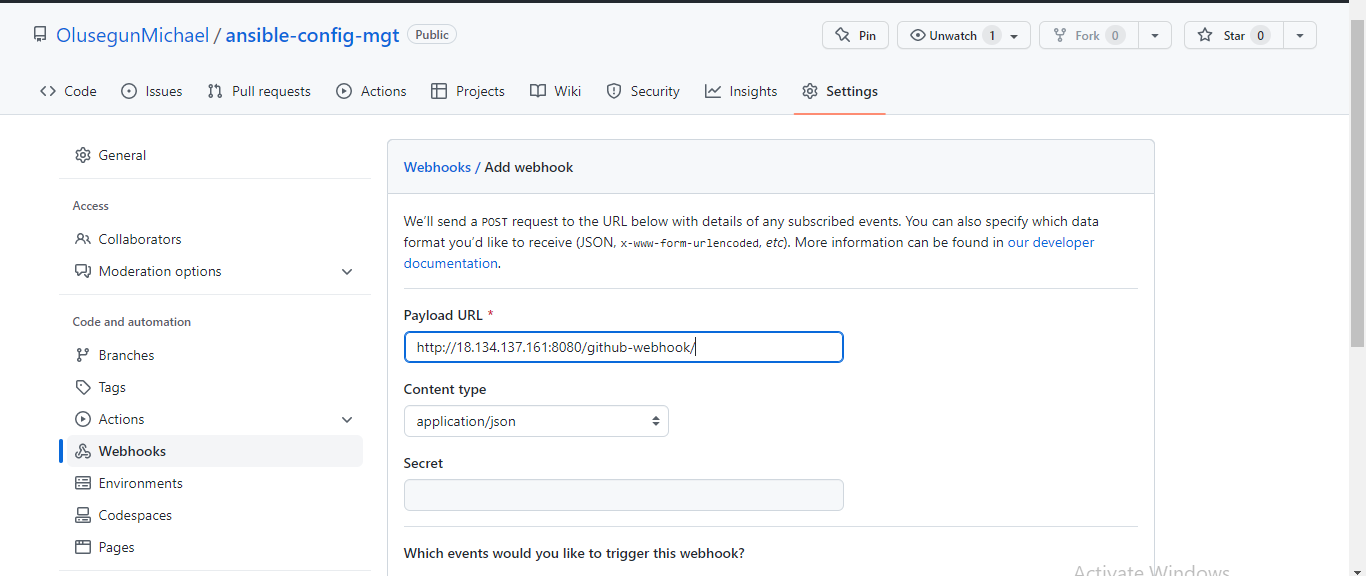 OlusegunMichael / ansible-config-mgt Public Pin Unwatch 1 Fork 0 Star 0
Code Issues Pull requests Actions Projects Wiki Security Insights Settings
General
Access
Collaborators
Moderation options
Code and automation
Branches
Tags
Actions
Webhooks
Environments
Codespaces
Pages
Webhooks / Add webhook
We'll send a POST request to the URL below with details of any subscribed events. You can also specify which data
format you'd like to receive (JSON, x-www-form-urlencoded, etc). More information can be found in our developer
documentation.
Payload URL *
http://18.134.137.161:8080/github-webhook/
Content type
application/json
Secret
Which events would you like to trigger this webhook?
Activate Windows